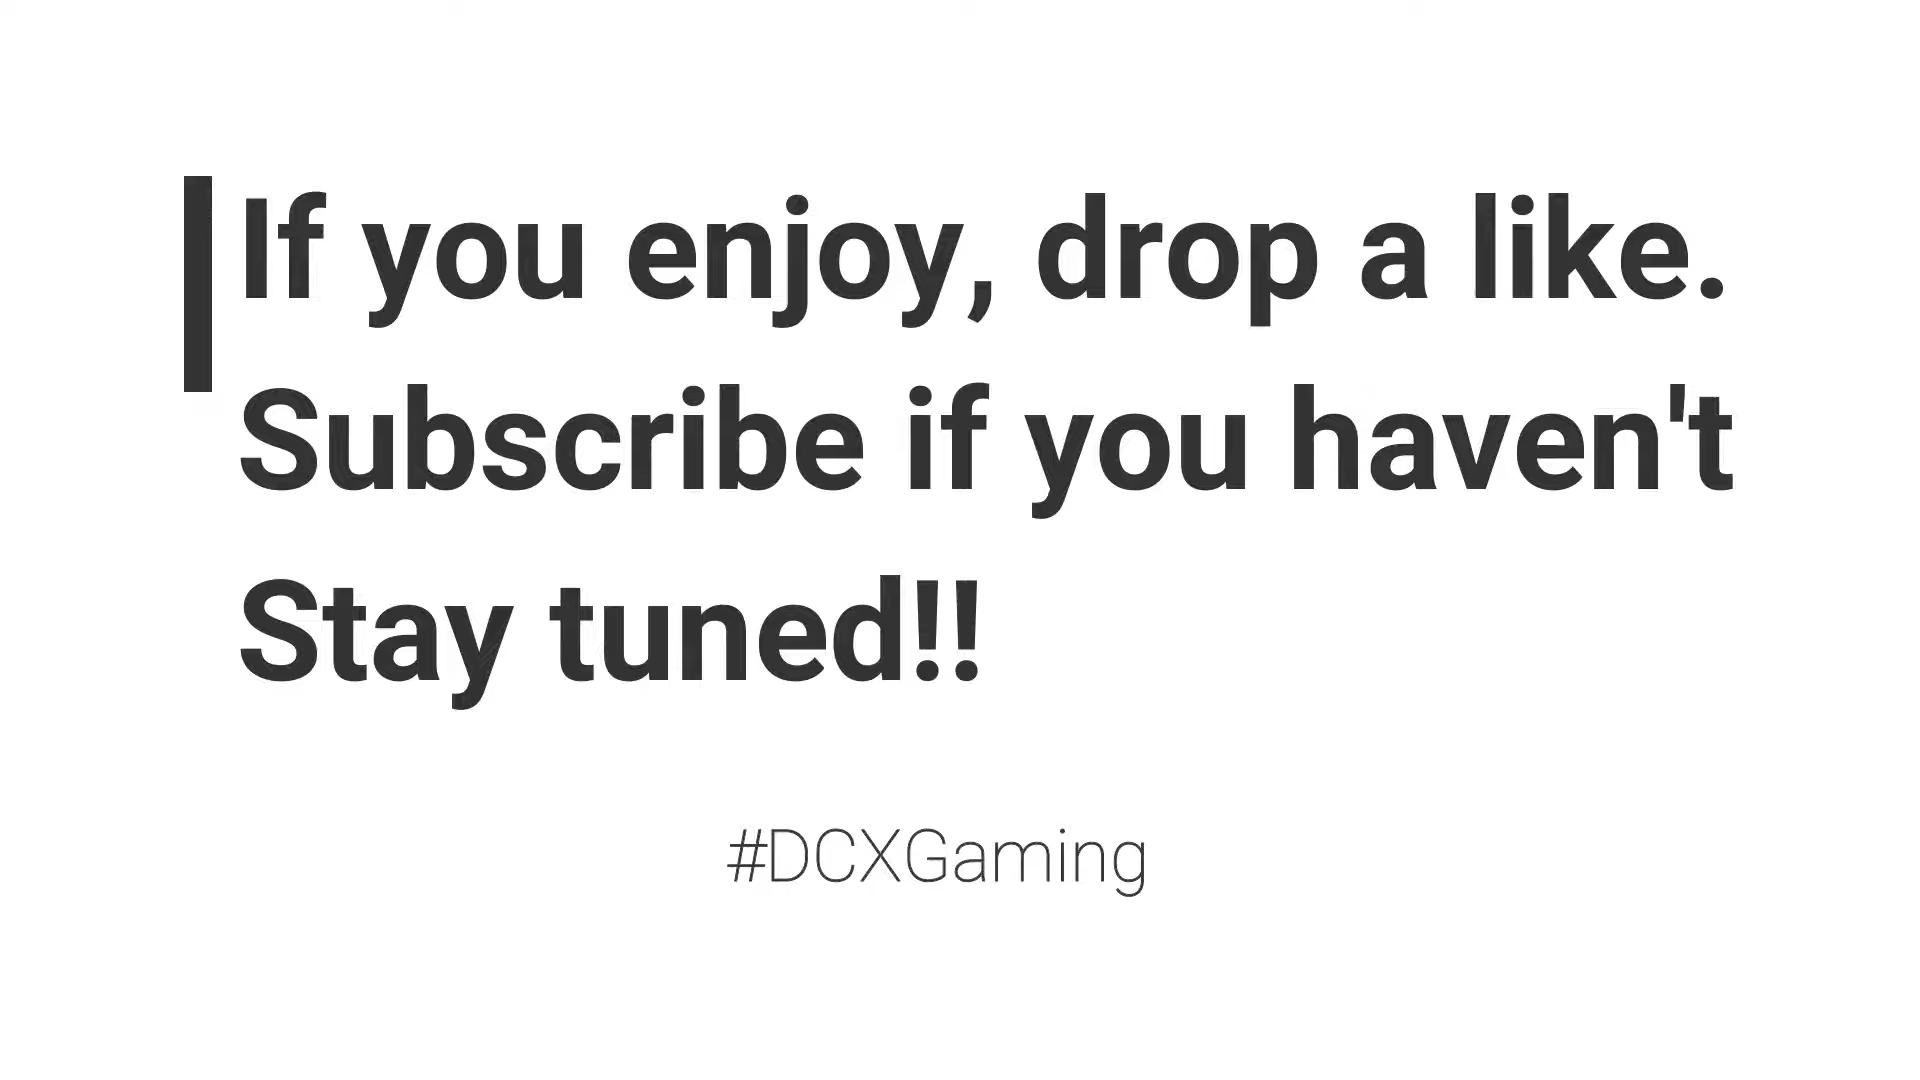 If you enjoy, drop a like.
Subscribe if you haven't
Stay tuned!!
#DCXGaming